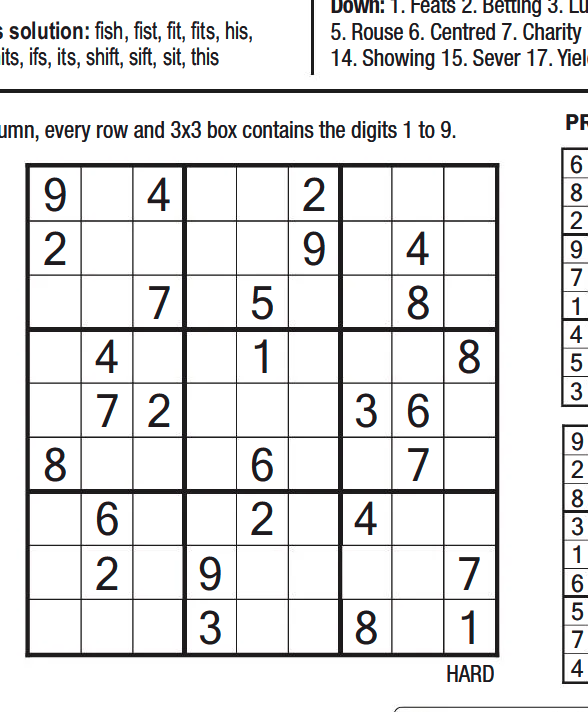 s solution: fish, fist, fit, fits, his,
its, ifs, its, shift, sift, sit, this
Down: 1. Feats 2. Betting 3. Lu
5. Rouse 6. Centred 7. Charity
14. Showing 15. Sever 17. Yiel
umn, every row and 3x3 box contains the digits 1 to 9.
9 4 2
2 9 4
7 5 8
4 1 8
7 2 3 6
8 6 7
6 2 4
2 9 7
3 8 1
HARD
PR
6
8
2
9
7
1
4
5
3
9
2
8
3
1
6
5
7
4